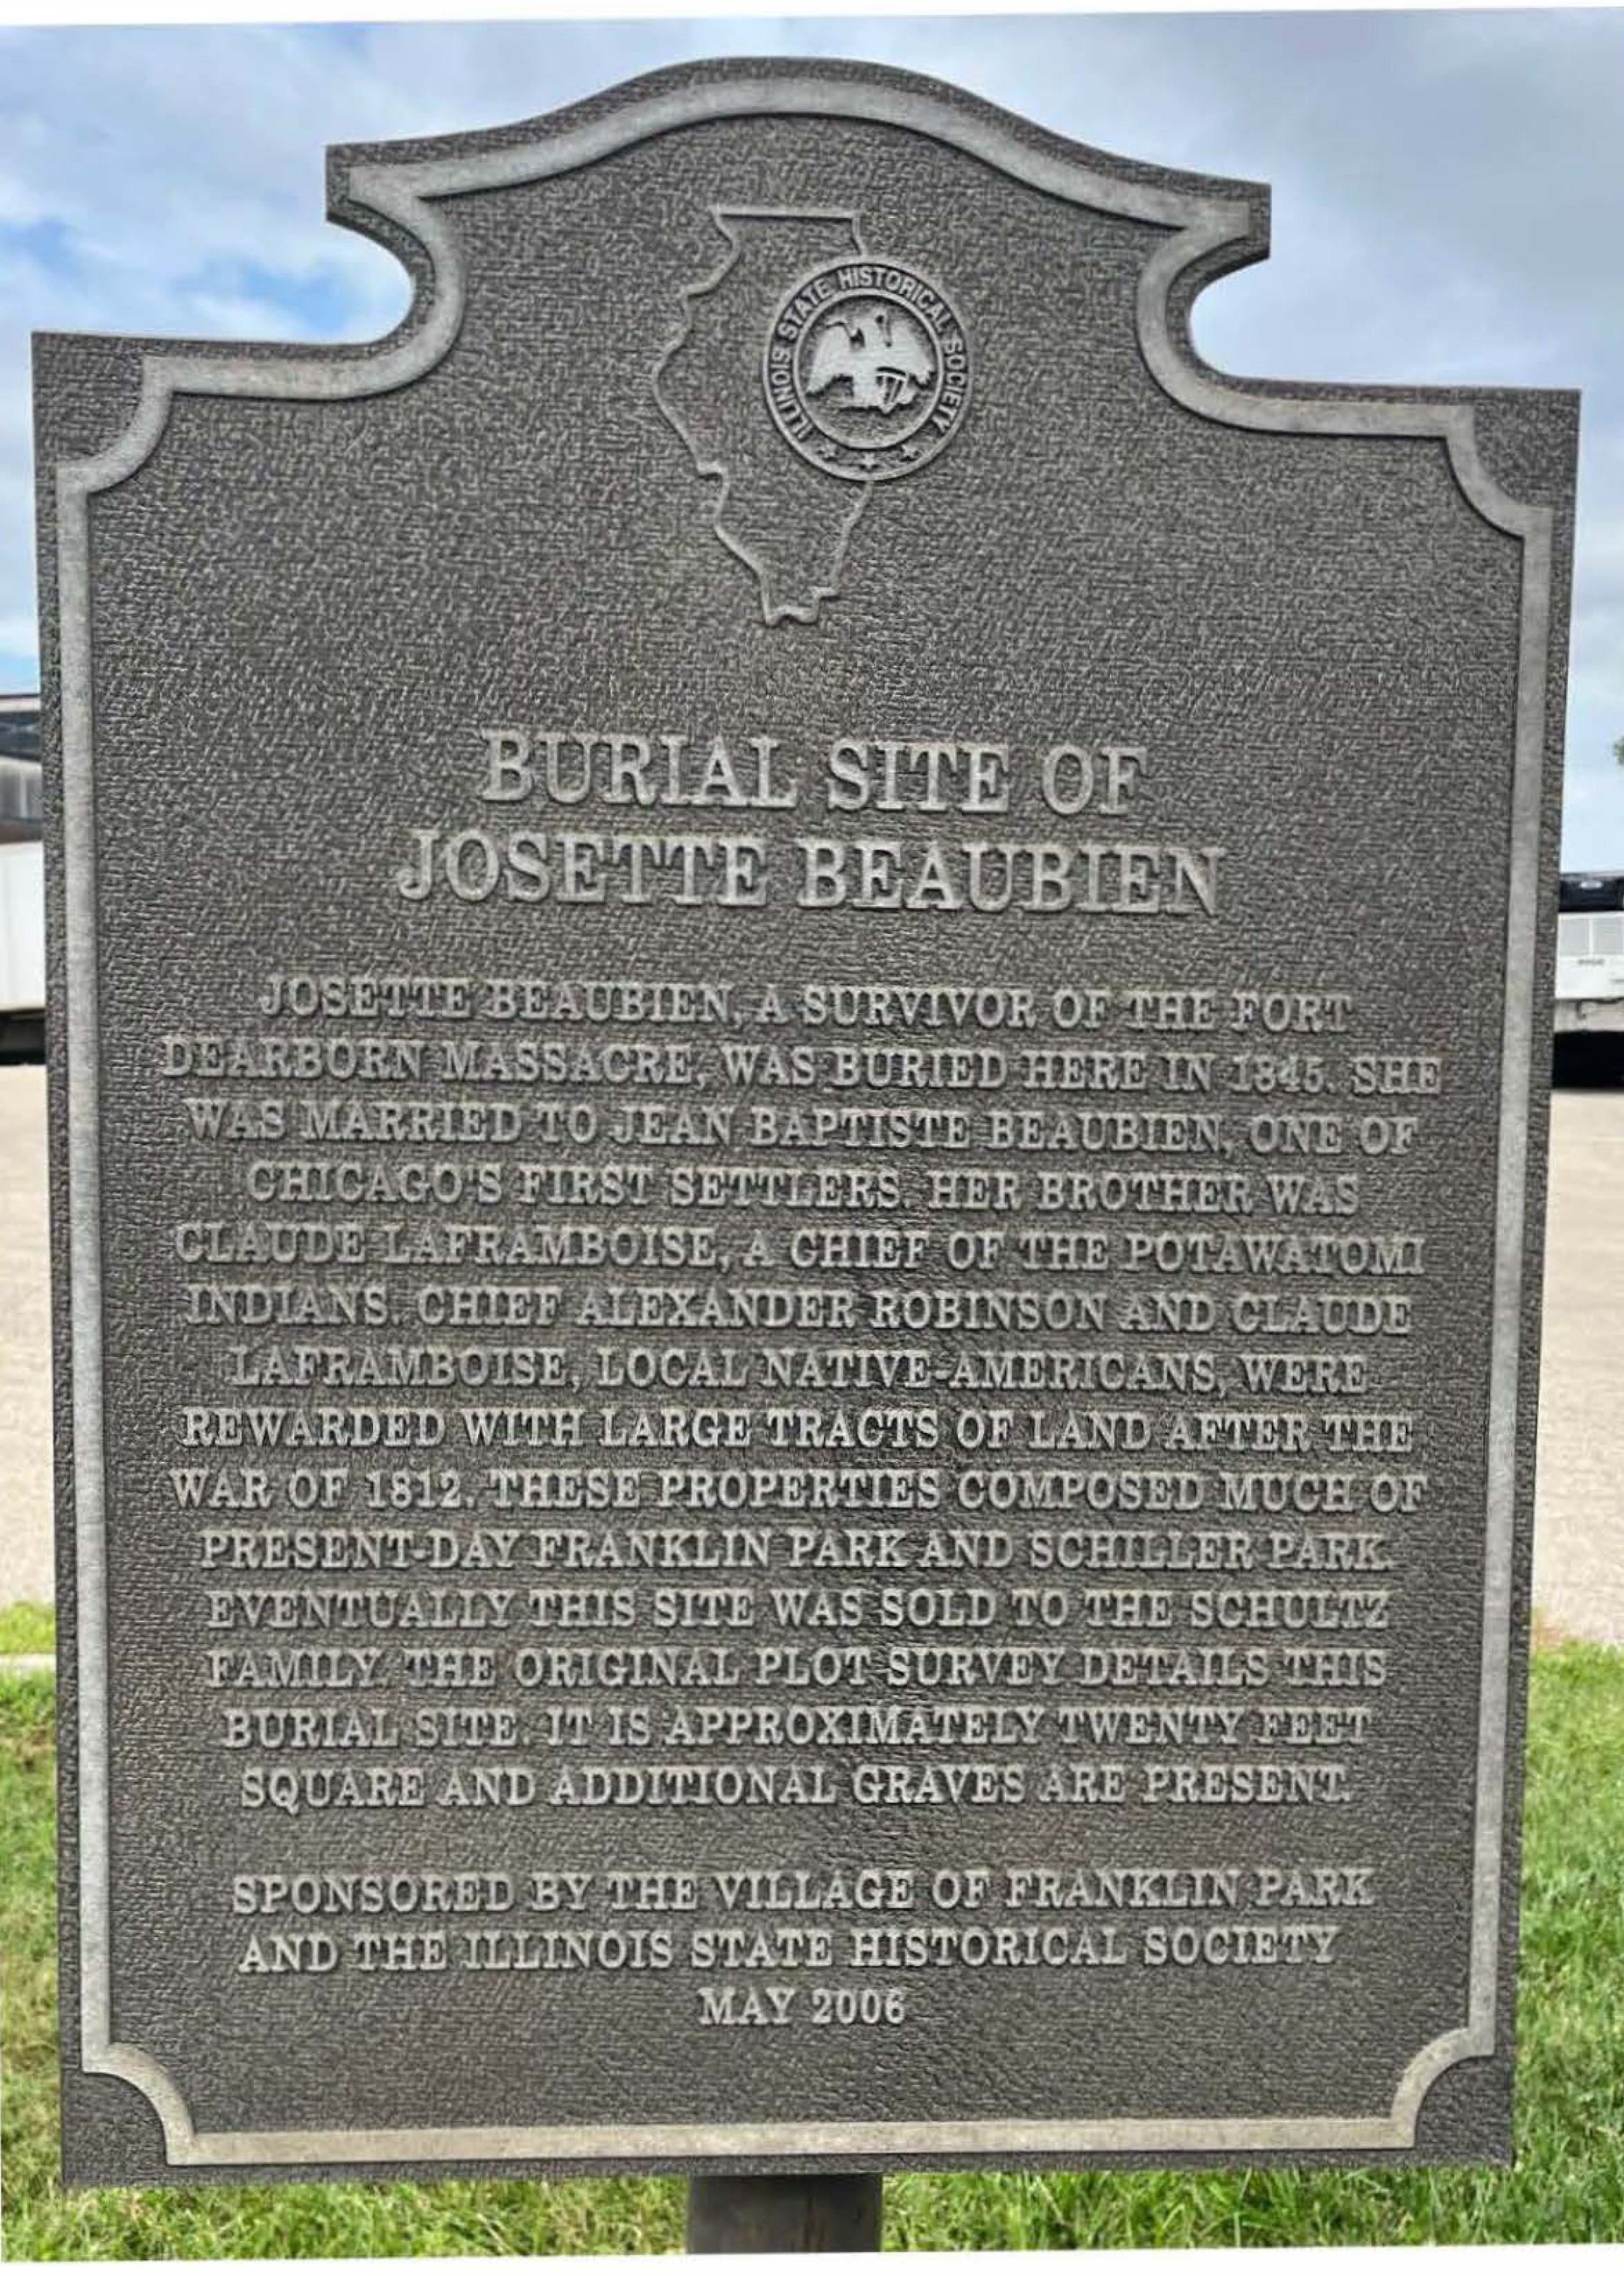 ILLINOIS STATE HISTORICAL SOCIETY
BURIAL SITE OF
JOSETTE BEAUBIEN
JOSETTE BEAUBIEN, A SURVIVOR OF THE FORT
DEARBORN MASSACRE, WAS BURIED HERE IN 1845. SHE
WAS MARRIED TO JEAN BAPTISTE BEAUBIEN, ONE OF
CHICAGO'S FIRST SETTLERS. HER BROTHER WAS
CLAUDE LAFRAMBOISE, A CHIEF OF THE POTAWATOMI
INDIANS. CHIEF ALEXANDER ROBINSON AND CLAUDE
LAFRAMBOISE, LOCAL NATIVE-AMERICANS, WERE
REWARDED WITH LARGE TRACTS OF LAND AFTER THE
WAR OF 1812. THESE PROPERTIES COMPOSED MUCH OF
PRESENT-DAY FRANKLIN PARK AND SCHILLER PARK.
EVENTUALLY THIS SITE WAS SOLD TO THE SCHULTZ
FAMILY. THE ORIGINAL PLOT SURVEY DETAILS THIS
BURIAL SITE. IT IS APPROXIMATELY TWENTY FEET
SQUARE AND ADDITIONAL GRAVES ARE PRESENT.
SPONSORED BY THE VILLAGE OF FRANKLIN PARK
AND THE ILLINOIS STATE HISTORICAL SOCIETY
MAY 2006